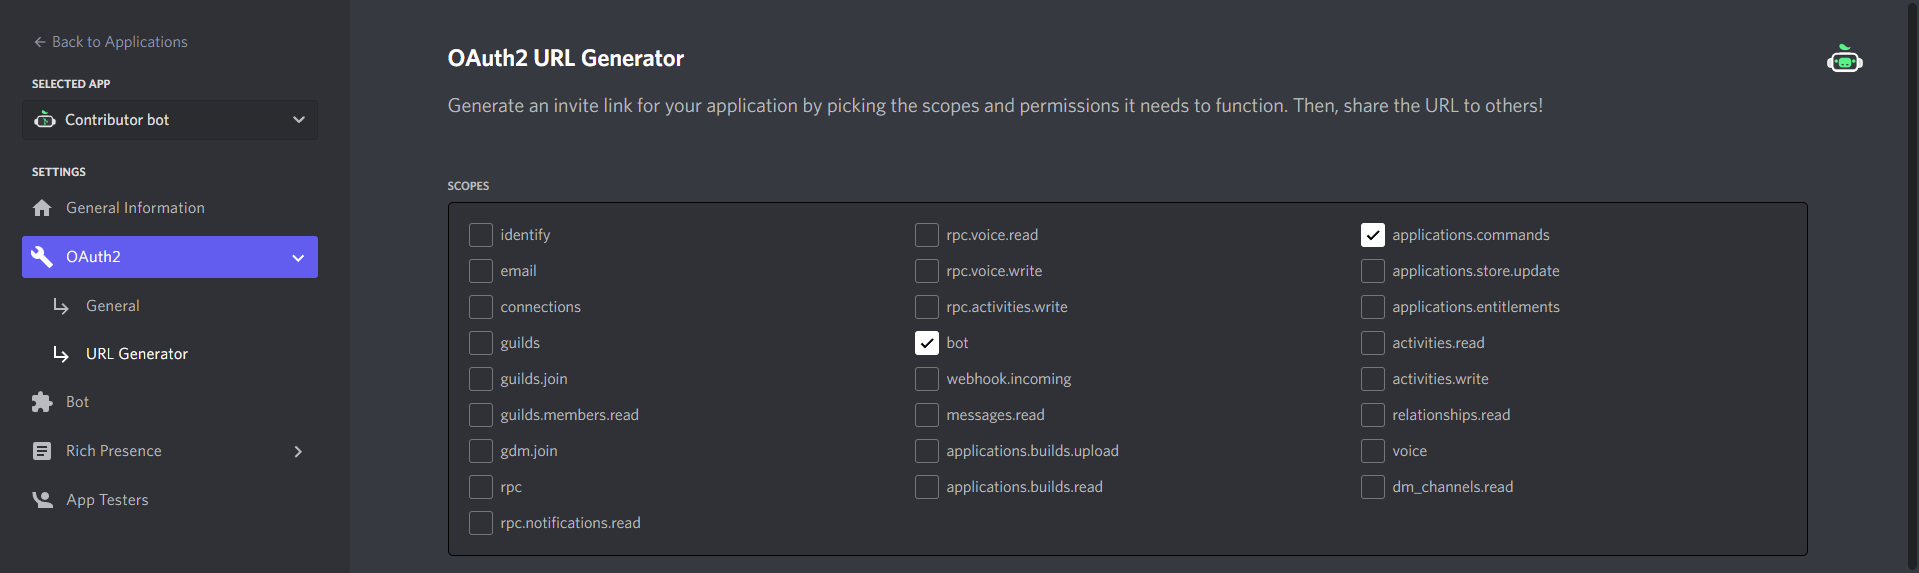 Back to Applications
SELECTED APP
Contributor bot
SETTINGS
General Information
OAuth2
General
URL Generator
Bot
Rich Presence
App Testers
OAuth2 URL Generator
Generate an invite link for your application by picking the scopes and permissions it needs to function. Then, share the URL to others!
SCOPES
identify
email
connections
guilds
guilds.join
guilds.members.read
gdm.join
rpc
rpc.notifications.read
rpc.voice.read
rpc.voice.write
rpc.activities.write
bot
webhook.incoming
messages.read
applications.builds.upload
applications.builds.read
applications.commands
applications.store.update
applications.entitlements
activities.read
activities.write
relationships.read
voice
dm_channels.read